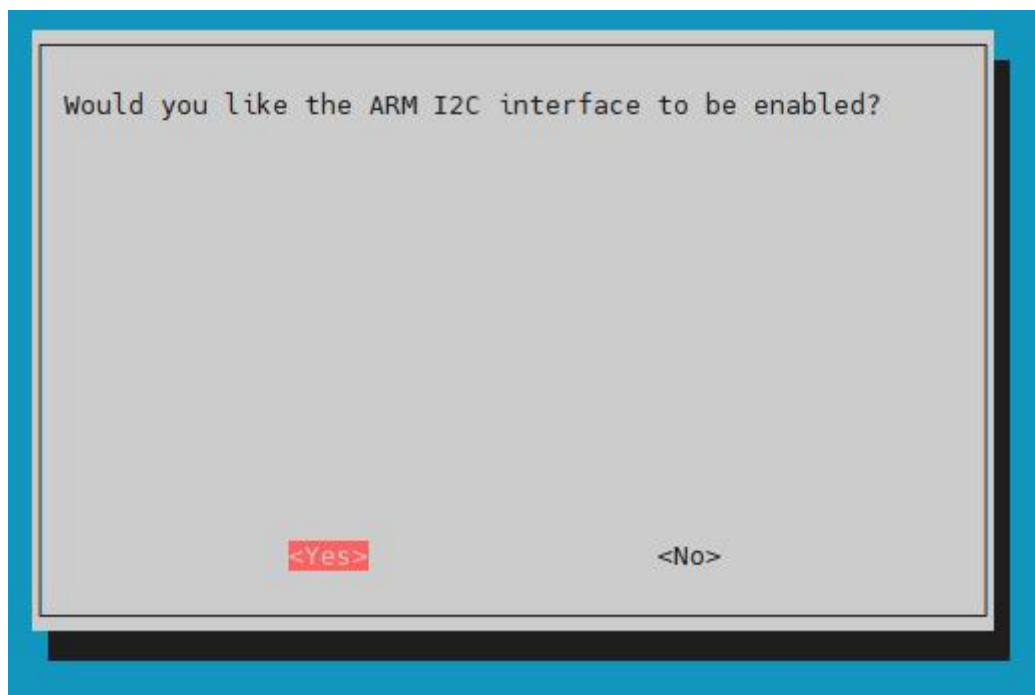 Would you like the ARM I2C interface to be enabled?
<Yes> <No>